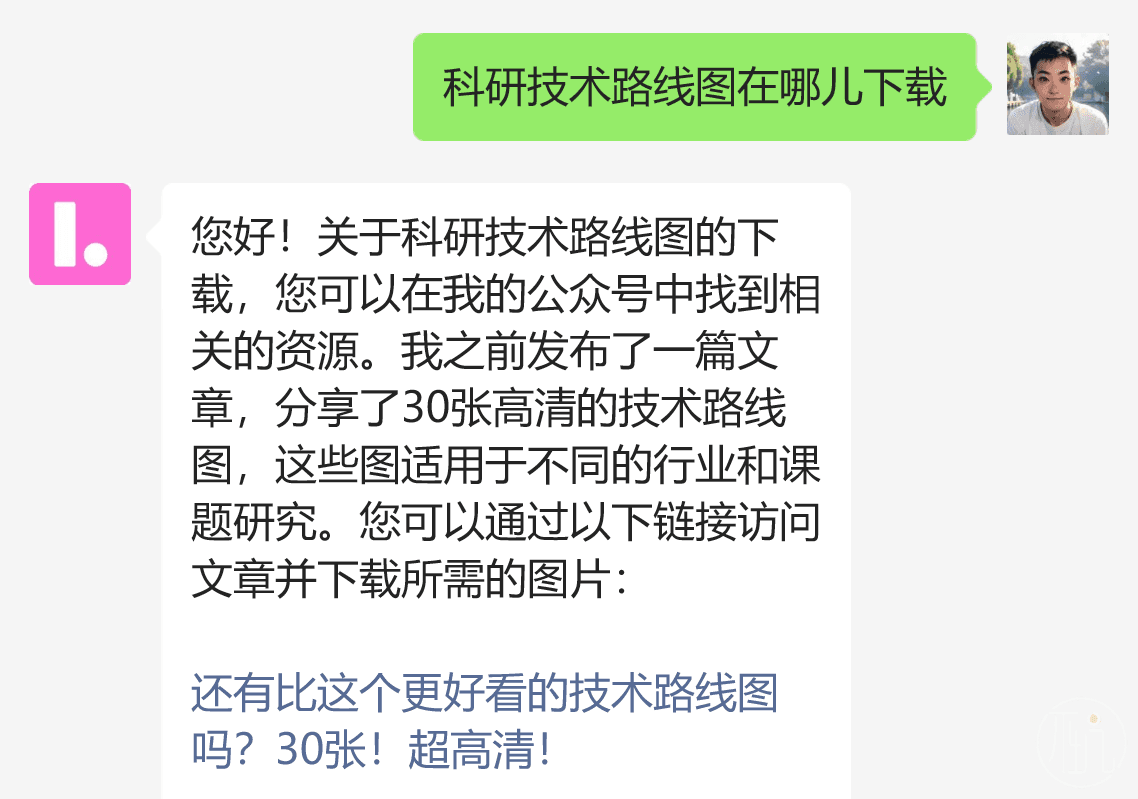 科研技术路线图在哪儿下载
您好！关于科研技术路线图的下
载，您可以在我的公众号中找到相
关的资源。我之前发布了一篇文
章，分享了30张高清的技术路线
图，这些图适用于不同的行业和课
题研究。您可以通过以下链接访问
文章并下载所需的图片：
还有比这个更好看的技术路线图
吗？30张！超高清！